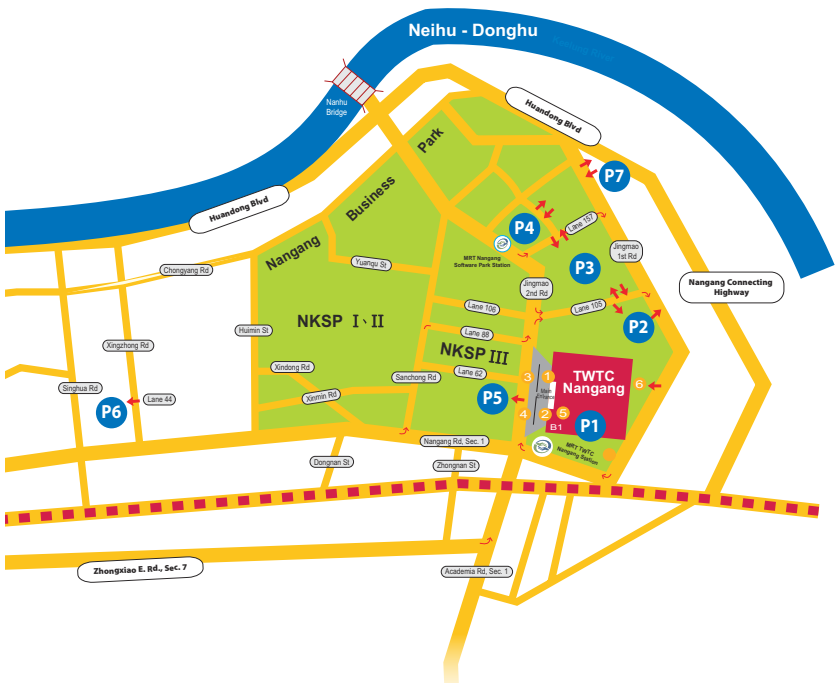 Neihu - Donghu
Nanhu
Bridge
Huandong Blvd
Park
P7
Business
Huandong Blvd
P4
Lane 157
Nangang
MRT Nangang
Software Park Station
Jingmao
1st Rd
Yuanqu St
P3
Chongyang Rd
Jingmao
2nd Rd
Nangang Connecting
Highway
Lane 106
Lane 105
NKSP I、II
Huimin St
P2
Lane 88
Xingzhong Rd
NKSP III
Xindong Rd
Sanchong Rd
Lane 62
3
1
TWTC
Nangang
6
Main
Entrance
Singhua Rd
Xinmin Rd
P5
Lane 44
P6
4
2
5
P1
B1
Nangang Rd, Sec. 1
MRT TWTC
Nangang Station
Dongnan St
Zhongnan St
Zhongxiao E. Rd., Sec. 7
Academia Rd, Sec. 1